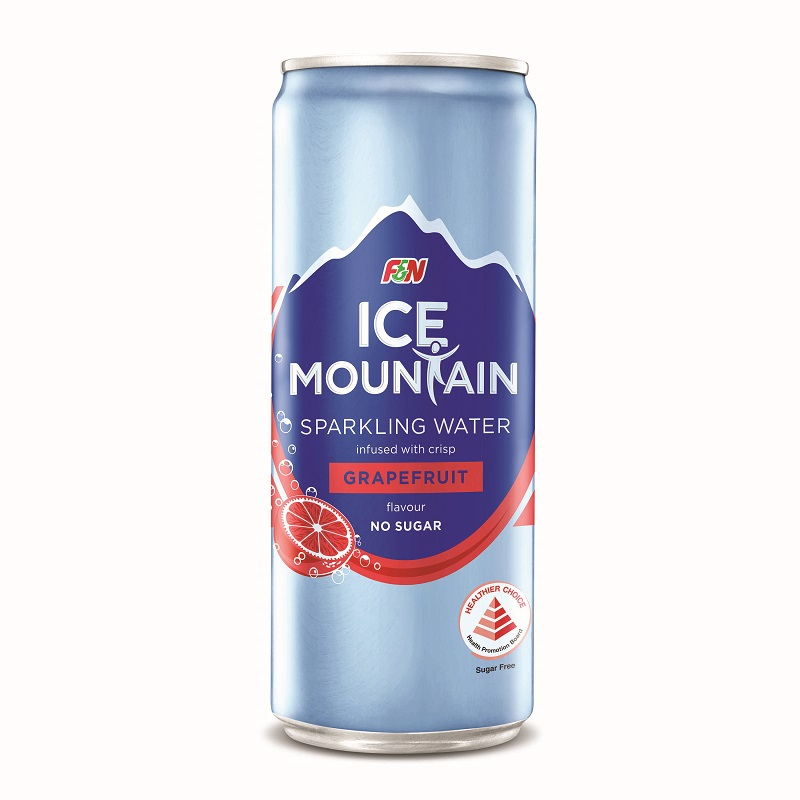 F&N
ICE
MOUNTAIN
SPARKLING WATER
infused with crisp
GRAPEFRUIT
flavour
NO SUGAR
HEALTHIER CHOICE
Health Promotion Board
Sugar Free